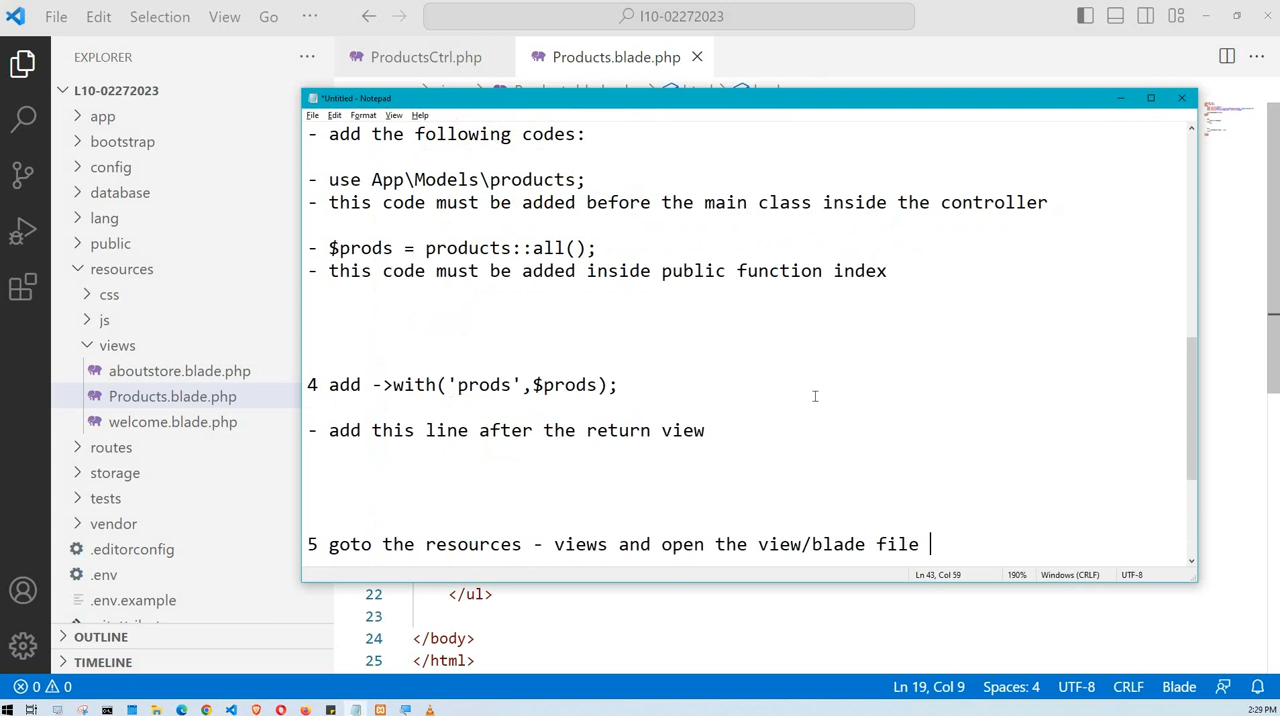 File Edit Selection View Go ··· l10-02272023
EXPLORER ···
ProductsCtrl.php
Products.blade.php
L10-02272023
app
bootstrap
config
database
lang
public
resources
css
js
views
aboutstore.blade.php
Products.blade.php
welcome.blade.php
routes
storage
tests
vendor
.editorconfig
.env
.env.example
OUTLINE
TIMELINE
*Untitled - Notepad
File Edit Format View Help
- add the following codes:
- use App\Models\products;
- this code must be added before the main class inside the controller
- $prods = products::all();
- this code must be added inside public function index
4 add ->with('prods',$prods);
- add this line after the return view
5 goto the resources - views and open the view/blade file
Ln 43, Col 59 190% Windows (CRLF) UTF-8
22 </ul>
23
24 </body>
25 </html>
0 0 Ln 19, Col 9 Spaces: 4 UTF-8 CRLF Blade
2:29 PM